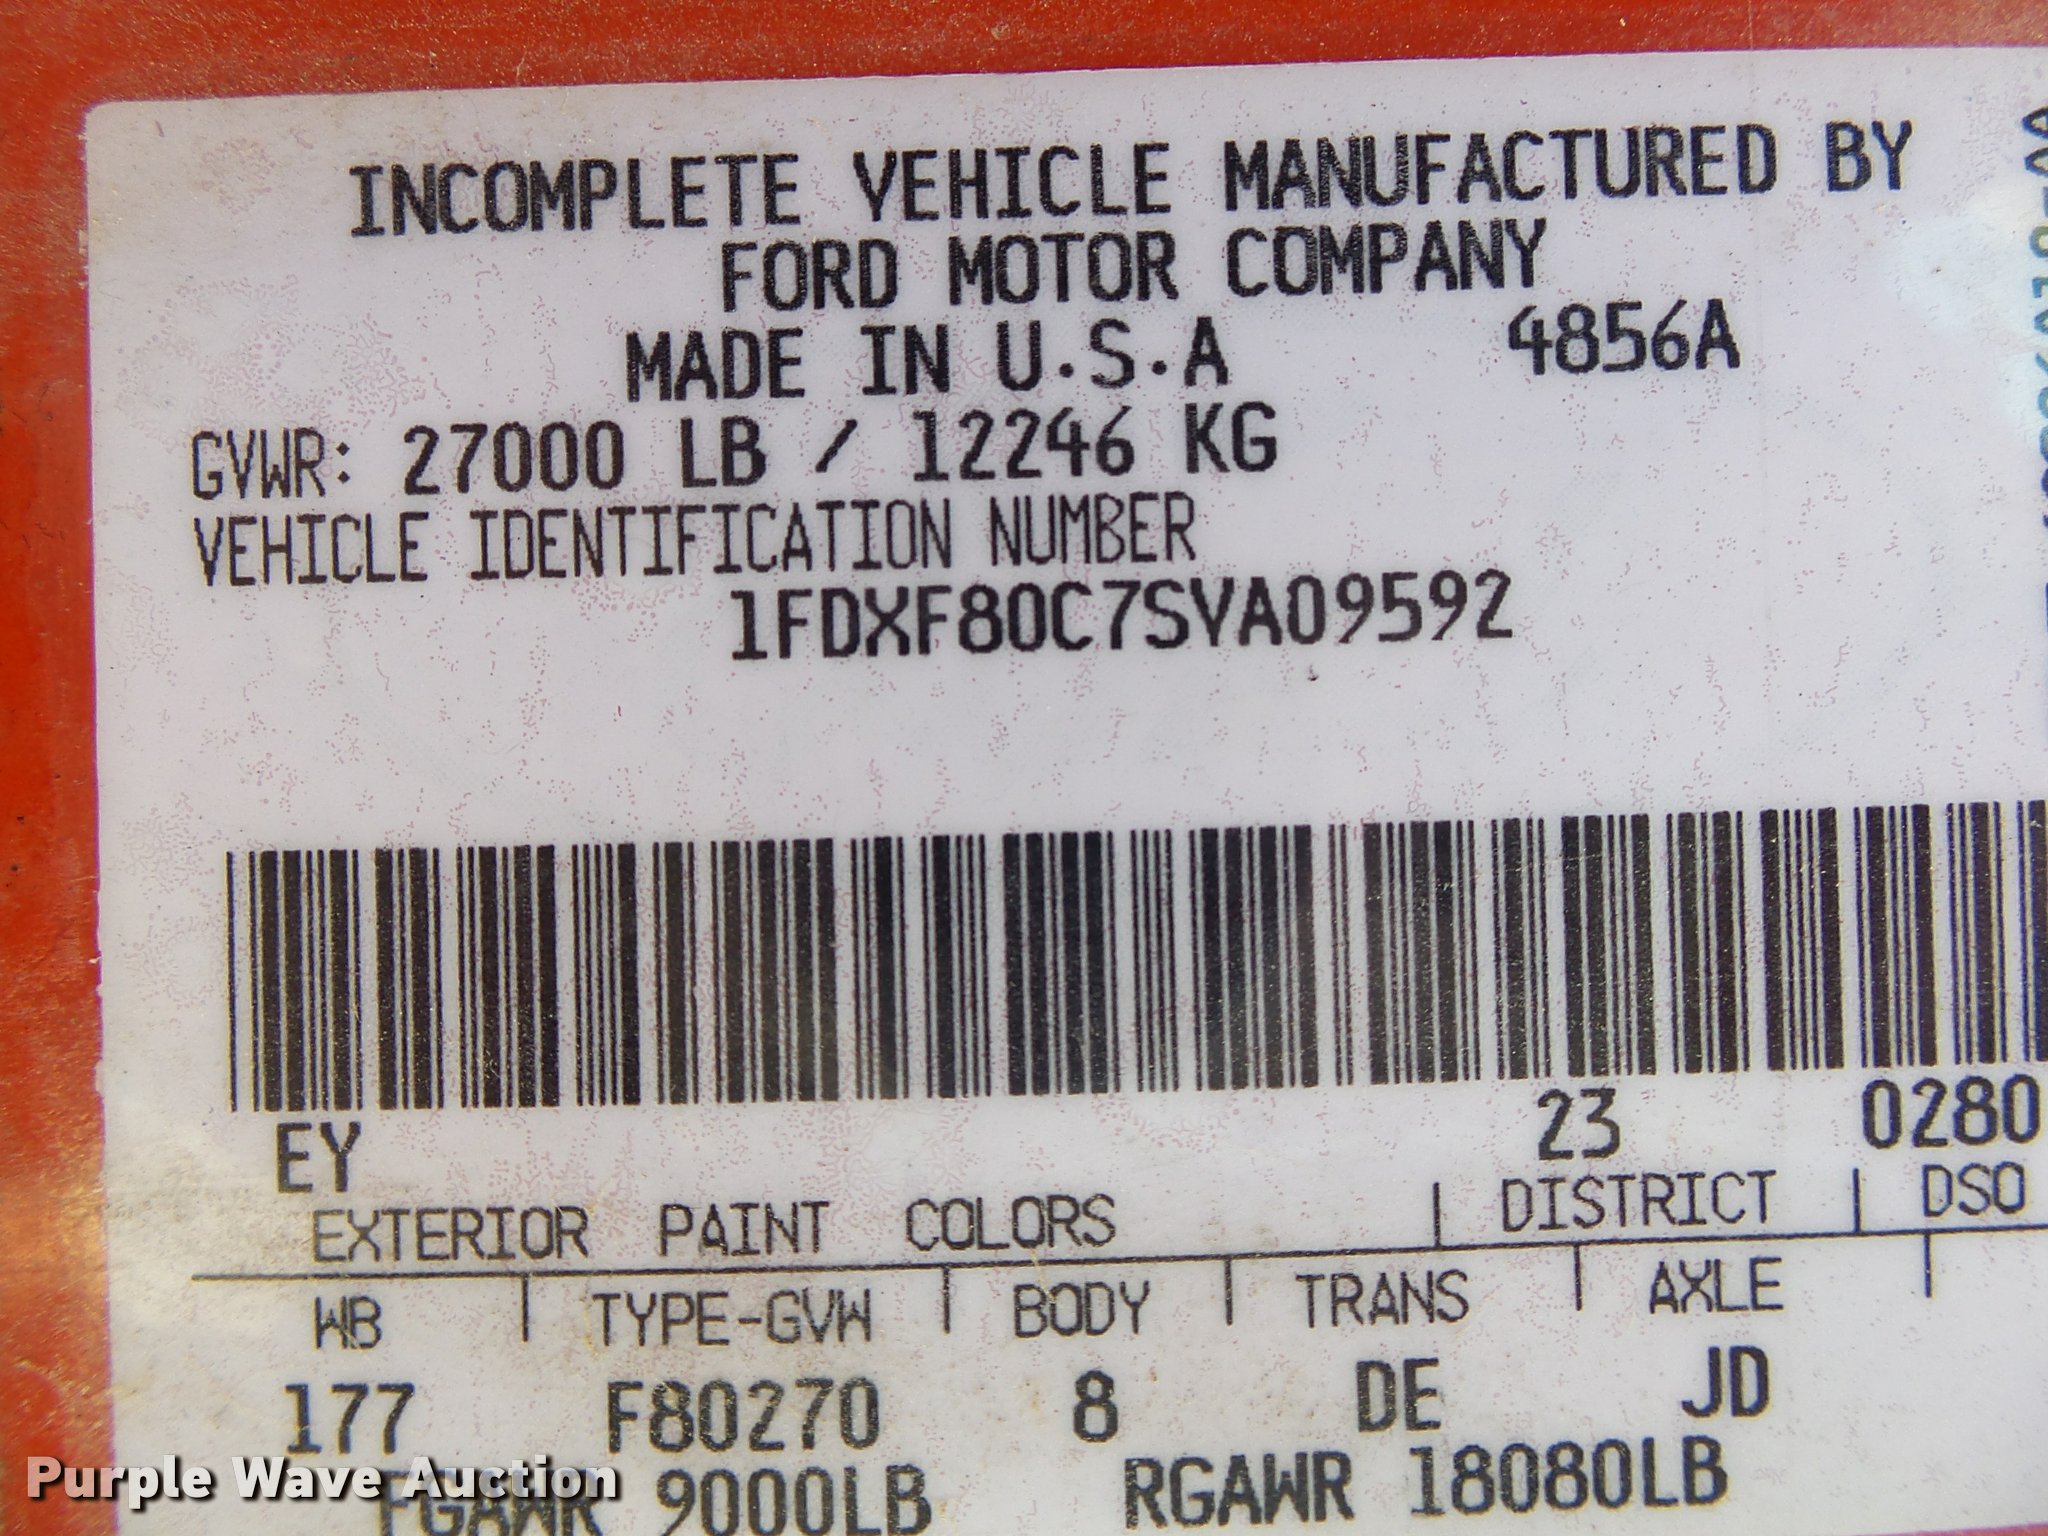 INCOMPLETE VEHICLE MANUFACTURED BY
FORD MOTOR COMPANY
MADE IN U.S.A 4856A
GVWR: 27000 LB / 12246 KG
VEHICLE IDENTIFICATION NUMBER
1FDXF80C7SVA09592
EY 23 0280
EXTERIOR PAINT COLORS | DISTRICT | DSO
WB | TYPE-GVW | BODY | TRANS | AXLE |
177 F80270 8 DE JD
FGAWR 9000LB RGAWR 18080LB
Purple Wave Auction